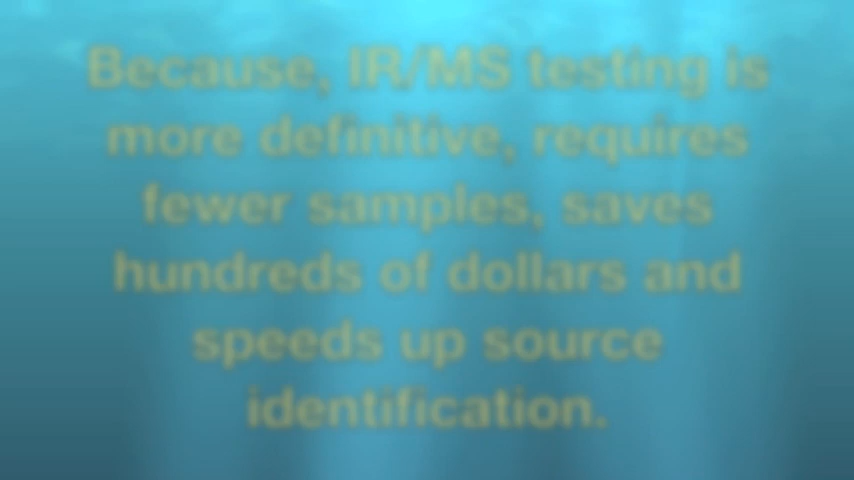 Because, IR/MS testing is
more definitive, requires
fewer samples, saves
hundreds of dollars and
speeds up source
identification.